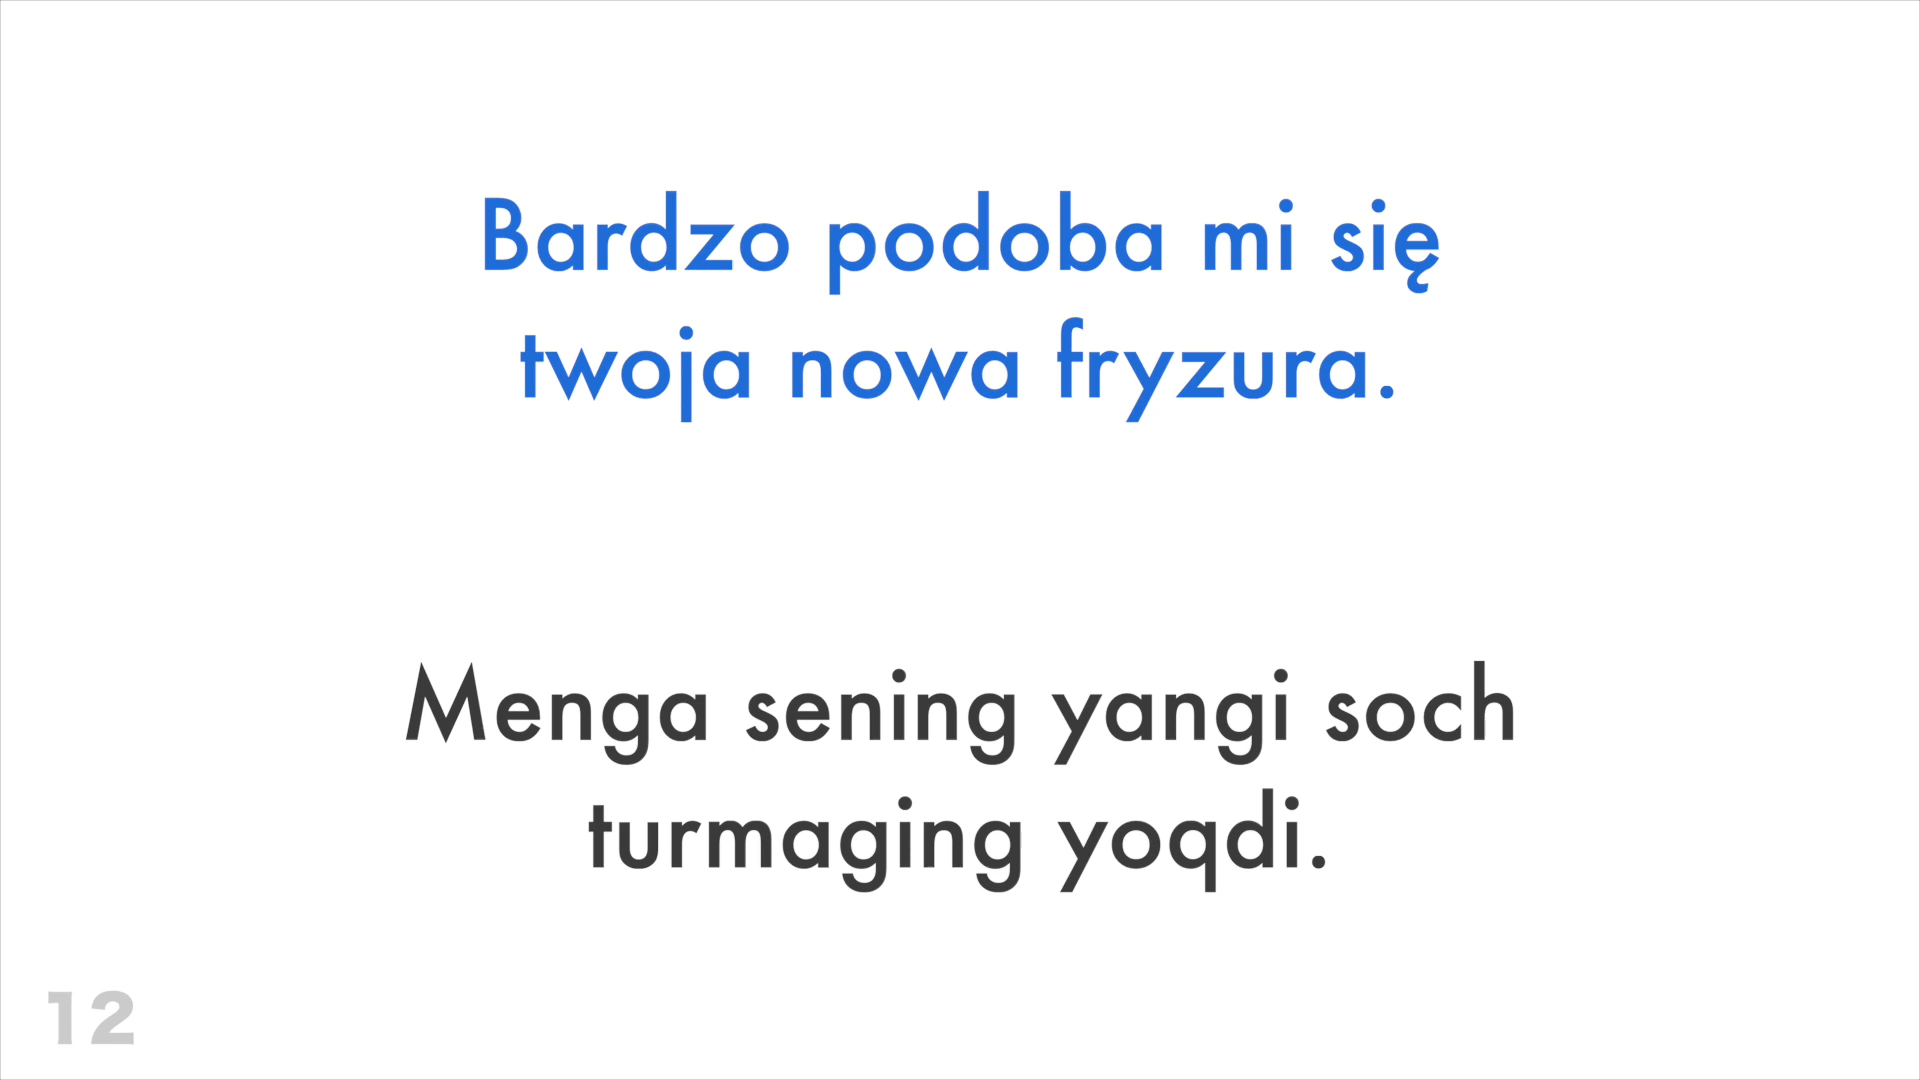 Bardzo podoba mi się
twoja nowa fryzura.
Menga sening yangi soch
turmaging yoqdi.
12